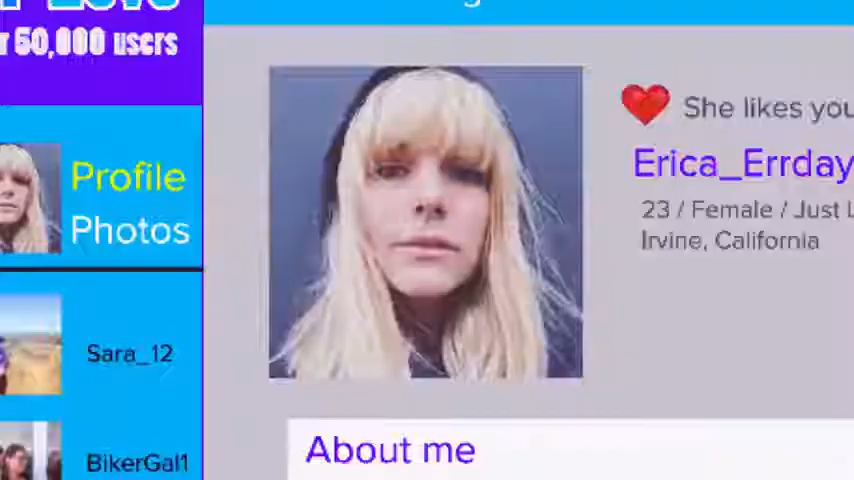 50,000 users
She likes you
Erica_Errday
Profile
23 / Female / Just
Photos
Irvine, California
Sara_12
About me
BikerGal1